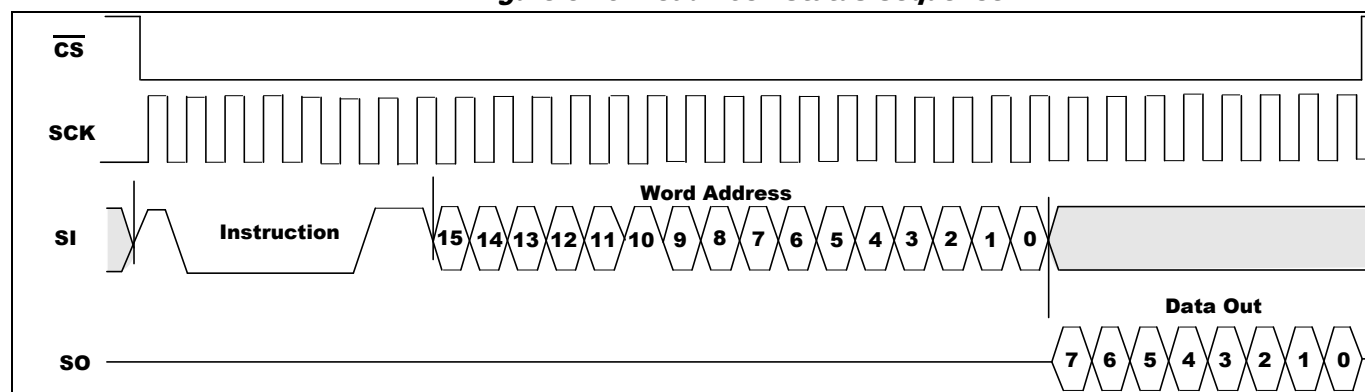 CS
SCK
Word Address
SI
Instruction
15 14 13 12 11 10 9 8 7 6 5 4 3 2 1 0
Data Out
SO
7 6 5 4 3 2 1 0